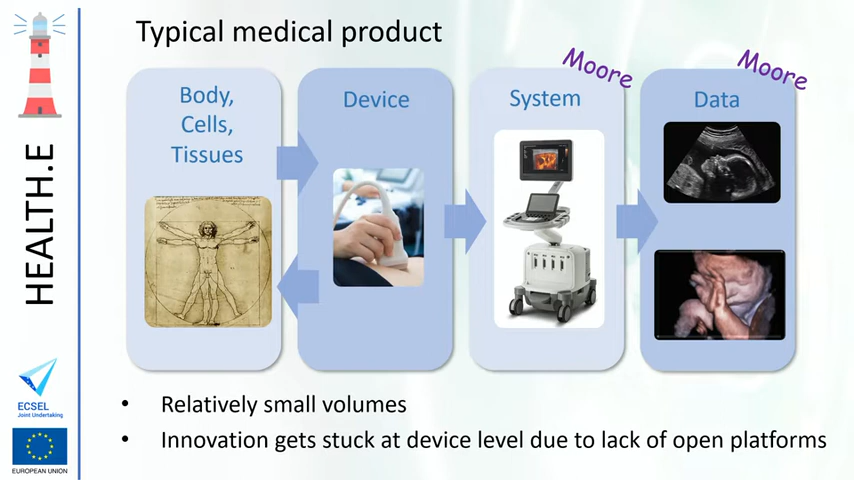 Typical medical product
Moore
Moore
Body,
Cells,
Tissues
Device
System
Data
HEALTH.E
• Relatively small volumes
• Innovation gets stuck at device level due to lack of open platforms
ECSEL
Joint Undertaking
EUROPEAN UNION